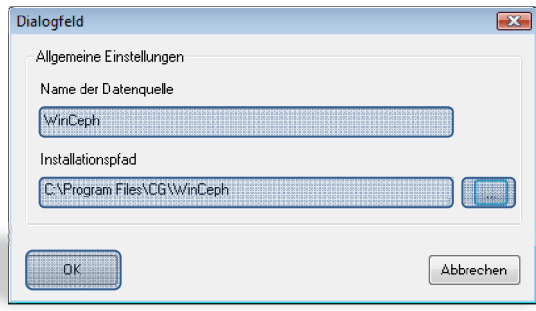 Dialogfeld
Allgemeine Einstellungen
Name der Datenquelle
WinCeph
Installationspfad
C:\Program Files\CG\WinCeph
...
OK
Abbrechen